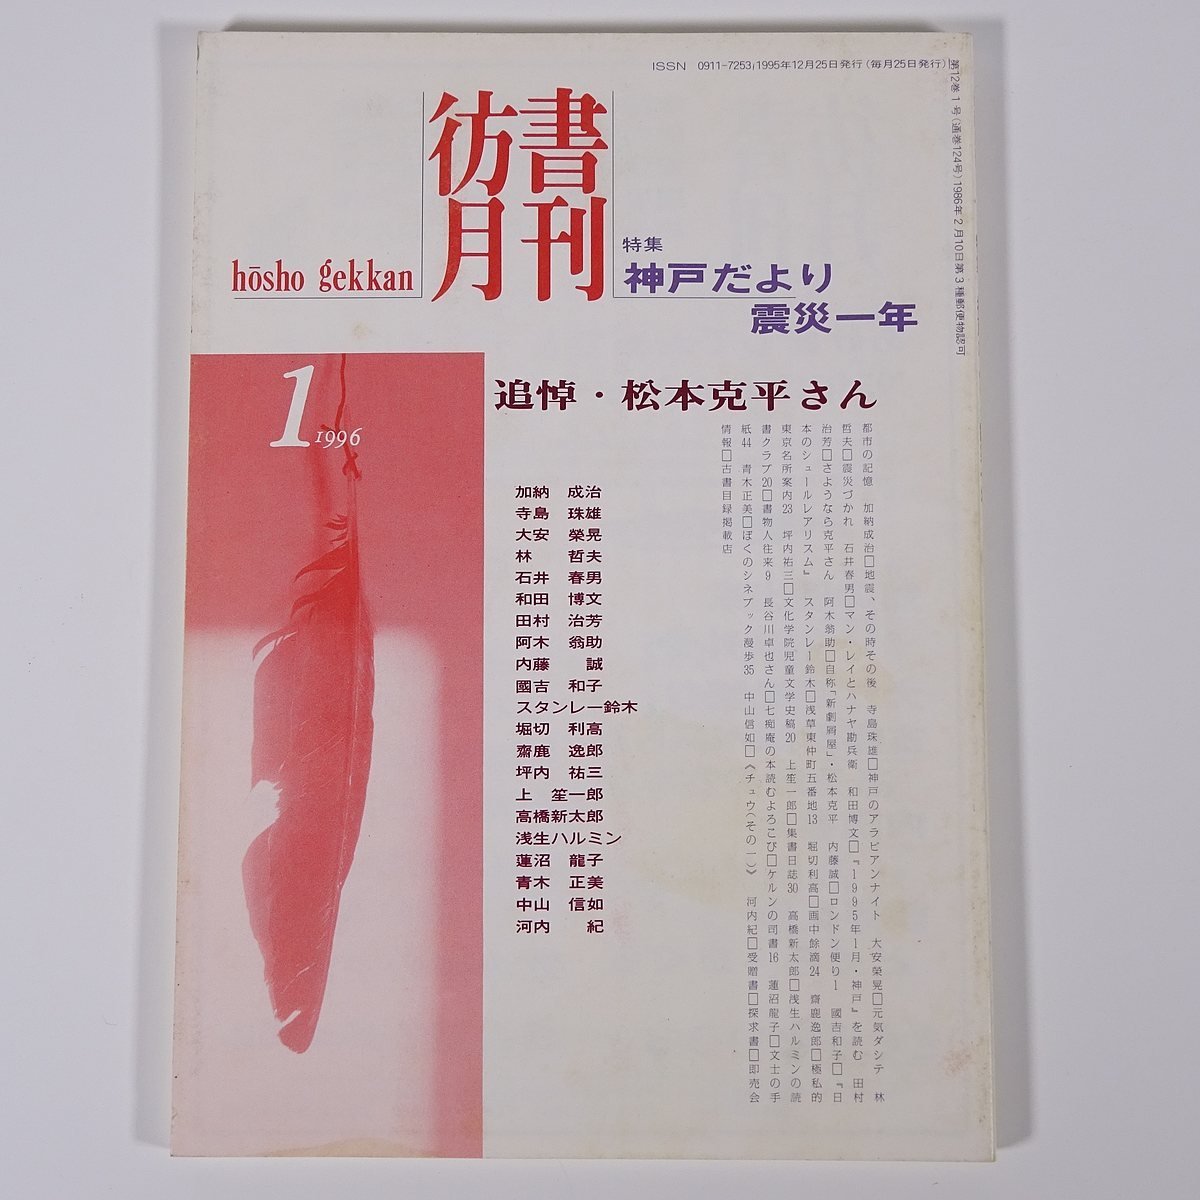 ISSN 0911-7253 1995年12月25日発行（毎月25日発行）
第12巻1号（通巻124号）1986年2月10日第3種郵便物認可
彷書月刊
hōsho gekkan
特集
神戸だより
震災一年
1 1996
追悼・松本克平さん
加納 成治
寺島 珠雄
大安 榮晃
林 哲夫
石井 春男
和田 博文
田村 治芳
阿木 翁助
内藤 誠
國吉 和子
スタンレー鈴木
堀切 利高
齋鹿 逸郎
坪内 祐三
上 笙一郎
高橋新太郎
浅生ハルミン
蓮沼 龍子
青木 正美
中山 信如
河内 紀
都市の記憶 加納成治□地震、その時その後 寺島珠雄□神戸のアラビアンナイト 大安榮晃□元気ダシテ 林
哲夫□震災づかれ 石井春男□マン・レイとハナヤ勘兵衛 和田博文□『1995年1月・神戸』を読む 田村
治芳□さようなら克平さん 阿木翁助□自称「新劇屑屋」・松本克平 内藤誠□ロンドン便り1 國吉和子□『日
本のシュールレアリスム』 スタンレー鈴木□浅草東仲町五番地13 堀切利高□画中餘滴24 齋鹿逸郎□極私的
東京名所案内23 坪内祐三□文化学院児童文学史稿20 上笙一郎□集書日誌30 高橋新太郎□浅生ハルミンの読
書クラブ20□書物人往来9 長谷川卓也さん□七痴庵の本読むよろこび□ケルンの司書16 蓮沼龍子□文士の手
紙44 青木正美□ぼくのシネブック漫歩35 中山信如□《チュウ（その一）》 河内紀□受贈書□探求書□即売会
情報□古書目録掲載店